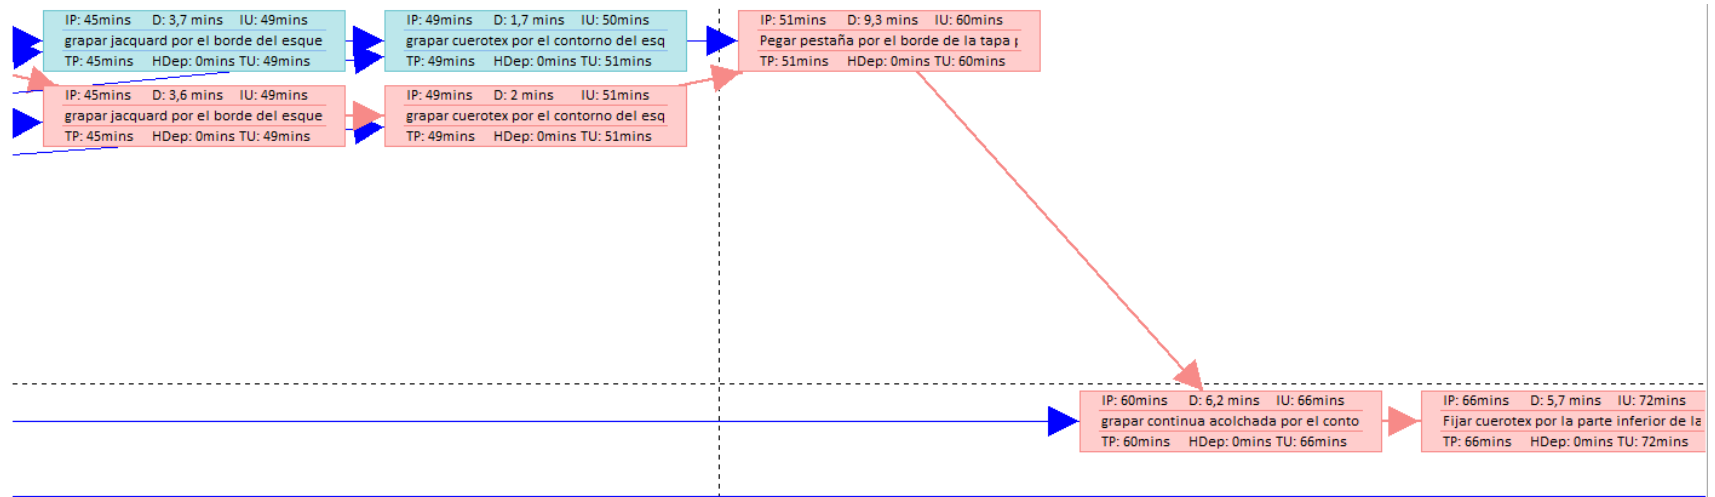 IP: 45mins D: 3,7 mins IU: 49mins
grapar jacquard por el borde del esque
TP: 45mins HDep: 0mins TU: 49mins
IP: 49mins D: 1,7 mins IU: 50mins
grapar cuerotex por el contorno del esq
TP: 49mins HDep: 0mins TU: 51mins
IP: 51mins D: 9,3 mins IU: 60mins
Pegar pestaña por el borde de la tapa
TP: 51mins HDep: 0mins TU: 60mins
IP: 45mins D: 3,6 mins IU: 49mins
grapar jacquard por el borde del esque
TP: 45mins HDep: 0mins TU: 49mins
IP: 49mins D: 2 mins IU: 51mins
grapar cuerotex por el contorno del esq
TP: 49mins HDep: 0mins TU: 51mins
IP: 60mins D: 6,2 mins IU: 66mins
grapar continua acolchada por el conto
TP: 60mins HDep: 0mins TU: 66mins
IP: 66mins D: 5,7 mins IU: 72mins
Fijar cuerotex por la parte inferior de la
TP: 66mins HDep: 0mins TU: 72mins